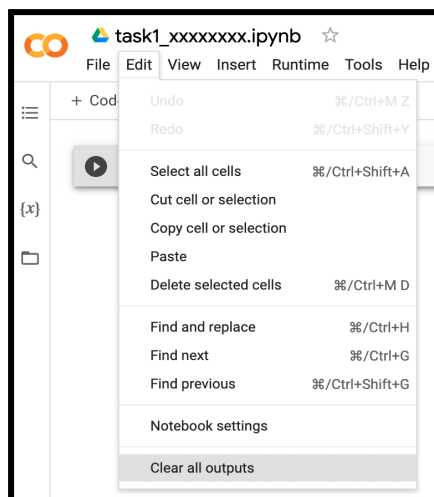 task1_xxxxxxxx.ipynb
File Edit View Insert Runtime Tools Help
+ Cod
Undo ⌘/Ctrl+M Z
Redo ⌘/Ctrl+Shift+Y
Select all cells ⌘/Ctrl+Shift+A
Cut cell or selection
Copy cell or selection
Paste
Delete selected cells ⌘/Ctrl+M D
{x}
Find and replace ⌘/Ctrl+H
Find next ⌘/Ctrl+G
Find previous ⌘/Ctrl+Shift+G
Notebook settings
Clear all outputs